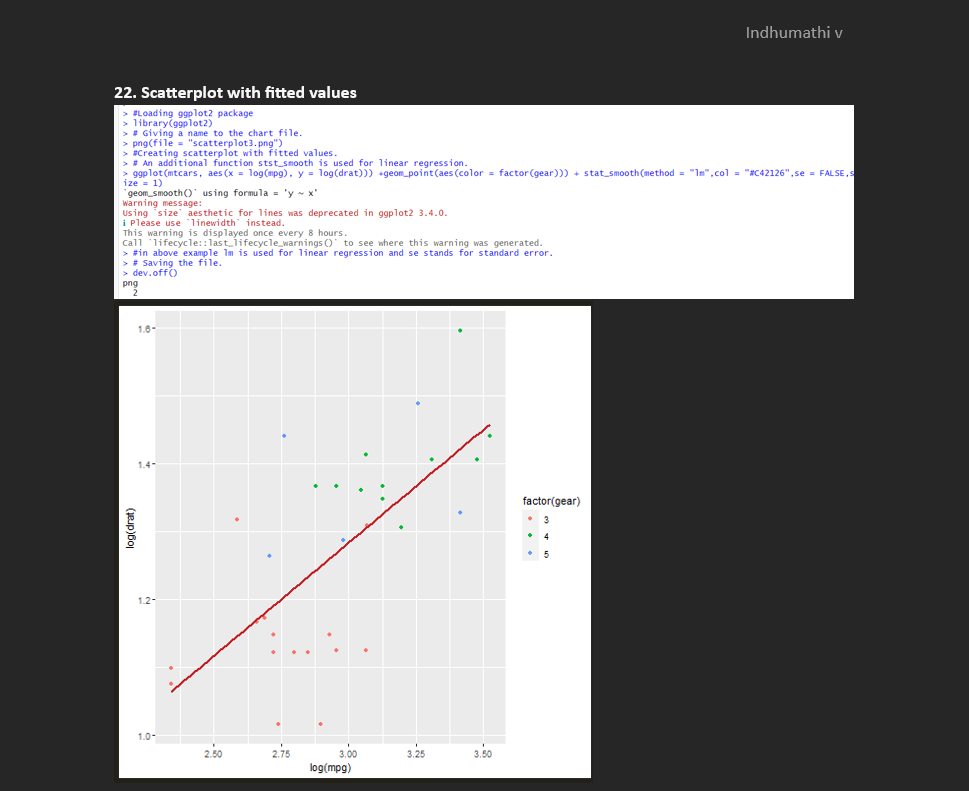 Indhumathi v
22. Scatterplot with fitted values
> #Loading ggplot2 package
> library(ggplot2)
> # Giving a name to the chart file.
> png(file = "scatterplot3.png")
> #Creating scatterplot with fitted values.
> # An additional function stst_smooth is used for linear regression.
> ggplot(mtcars, aes(x = log(mpg), y = log(drat))) +geom_point(aes(color = factor(gear))) + stat_smooth(method = "lm",col = "#C42126",se = FALSE,s
ize = 1)
`geom_smooth()` using formula = 'y ~ x'
Warning message:
Using `size` aesthetic for lines was deprecated in ggplot2 3.4.0.
ℹ Please use `linewidth` instead.
This warning is displayed once every 8 hours.
Call `lifecycle::last_lifecycle_warnings()` to see where this warning was generated.
> #in above example lm is used for linear regression and se stands for standard error.
> # Saving the file.
> dev.off()
png
2
1.6
1.4
1.2
1.0
log(drat)
2.50 2.75 3.00 3.25 3.50
log(mpg)
factor(gear)
3
4
5